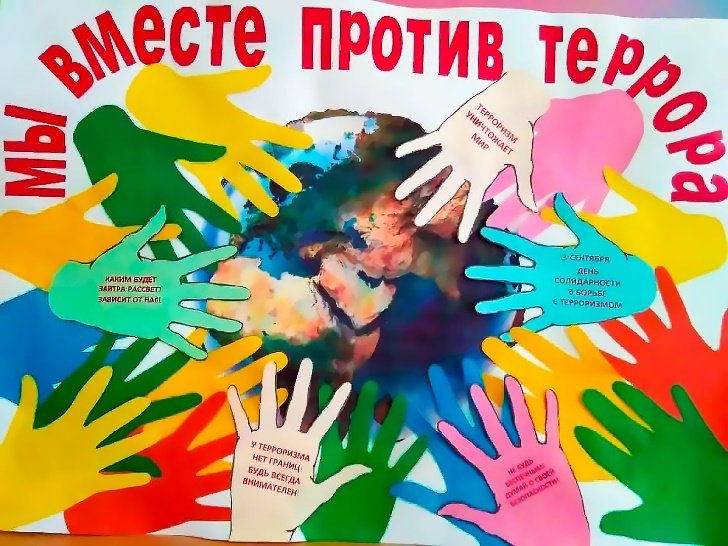 мы вместе против террора
ТЕРРОРИЗМ
УНИЧТОЖАЕТ
МИР
3 СЕНТЯБРЯ
ДЕНЬ
СОЛИДАРНОСТИ
В БОРЬБЕ
С ТЕРРОРИЗМОМ
КАКИМ БУДЕТ
ЗАВТРА РАССВЕТ?
ЗАВИСИТ ОТ НАС!
У ТЕРРОРИЗМА
НЕТ ГРАНИЦ!
БУДЬ ВСЕГДА
ВНИМАТЕЛЕН!
НЕ БУДЬ
БЕСПЕЧНЫМ!
ДУМАЙ О СВОЕЙ
БЕЗОПАСНОСТИ!